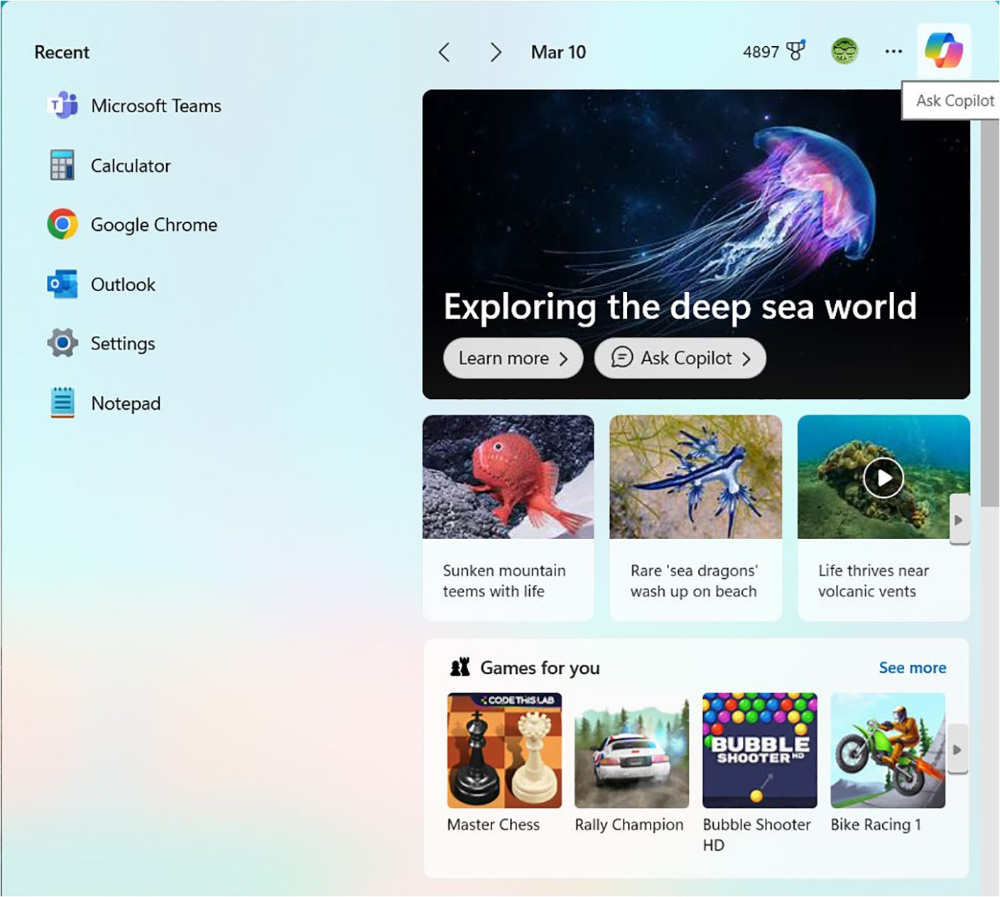 Recent
Mar 10
4897
Ask Copilot
Microsoft Teams
Calculator
Google Chrome
Outlook
Settings
Notepad
Exploring the deep sea world
Learn more
Ask Copilot
Sunken mountain
teems with life
Rare 'sea dragons'
wash up on beach
Life thrives near
volcanic vents
Games for you
See more
CODETHISLAB
BUBBLE
SHOOTER HD
Master Chess
Rally Champion
Bubble Shooter
HD
Bike Racing 1